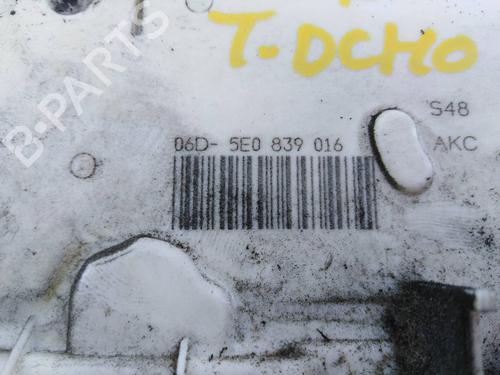 T.DCHO
S48
06D- 5E0 839 016
AKC
B-PARTS